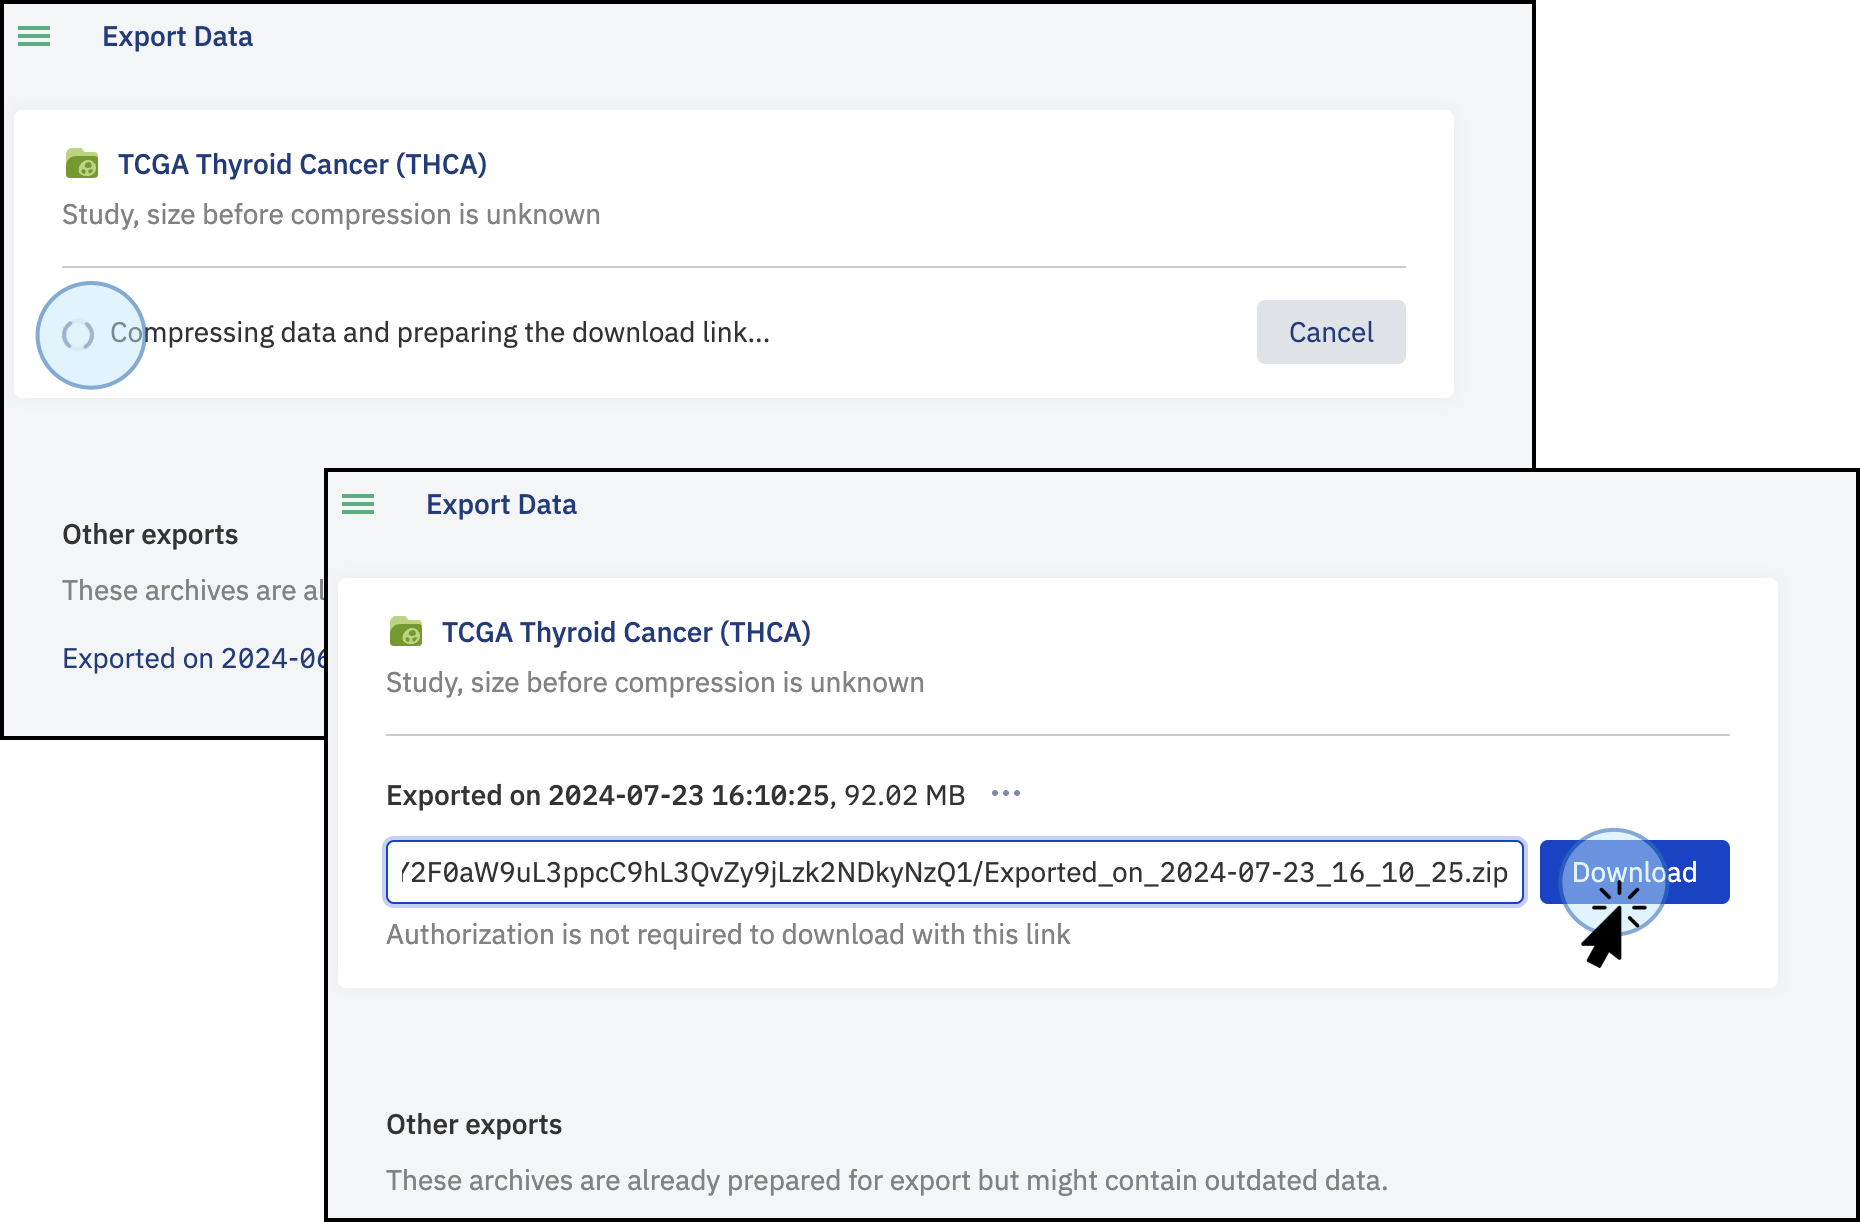 Export Data
TCGA Thyroid Cancer (THCA)
Study, size before compression is unknown
Compressing data and preparing the download link...
Cancel
Other exports
These archives are al
Exported on 2024-06
Export Data
TCGA Thyroid Cancer (THCA)
Study, size before compression is unknown
Exported on 2024-07-23 16:10:25, 92.02 MB
Y2F0aW9uL3ppcC9hL3QvZy9jLzk2NDkyNzQ1/Exported_on_2024-07-23_16_10_25.zip
Download
Authorization is not required to download with this link
Other exports
These archives are already prepared for export but might contain outdated data.